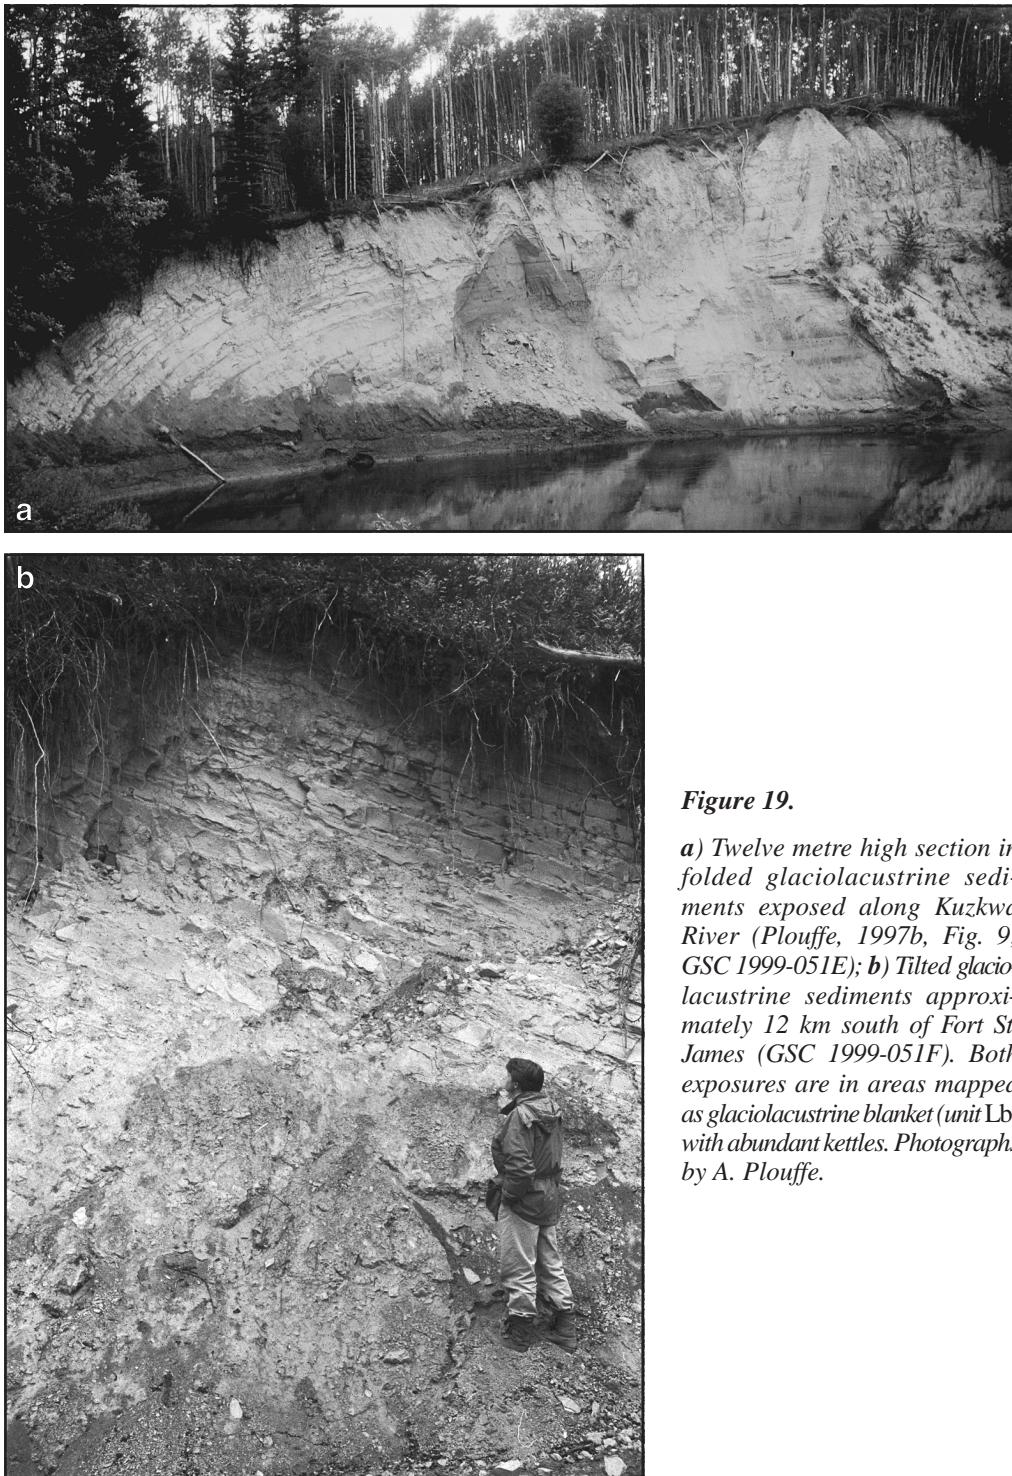 a
b
Figure 19.
a) Twelve metre high section in
folded glaciolacustrine sedi-
ments exposed along Kuzkwa
River (Plouffe, 1997b, Fig. 9,
GSC 1999-051E); b) Tilted glacio-
lacustrine sediments approxi-
mately 12 km south of Fort St
James (GSC 1999-051F). Both
exposures are in areas mapped
as glaciolacustrine blanket (unit Lb
with abundant kettles. Photographs
by A. Plouffe.